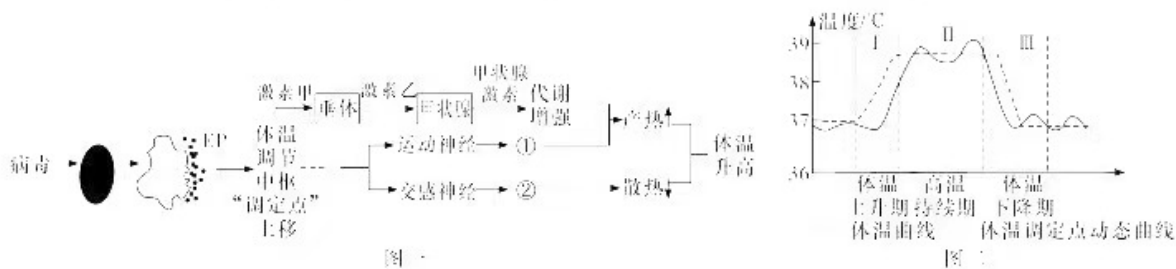 病毒
EP
体温
调节
中枢
“调定点”
上移
激素甲
垂体
激素乙
甲状腺
甲状腺
激素
代谢
增强
运动神经
①
交感神经
②
产热
散热
体温
升高
图一
温度/℃
39
38
37
36
Ⅰ
Ⅱ
Ⅲ
体温
上升期
高温
持续期
体温
下降期
体温曲线
体温调定点动态曲线
图二